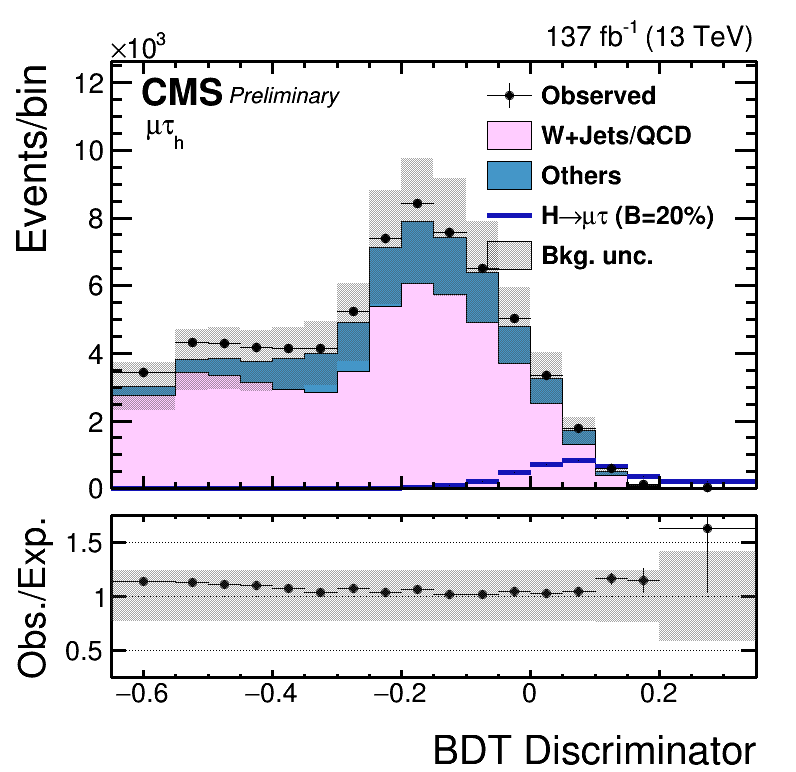 ×10³ 137 fb⁻¹ (13 TeV)
Events/bin
CMS Preliminary
μτₕ
Observed
W+Jets/QCD
Others
H→μτ (B=20%)
Bkg. unc.
12
10
8
6
4
2
0
Obs./Exp.
1.5
1
0.5
−0.6 −0.4 −0.2 0 0.2
BDT Discriminator